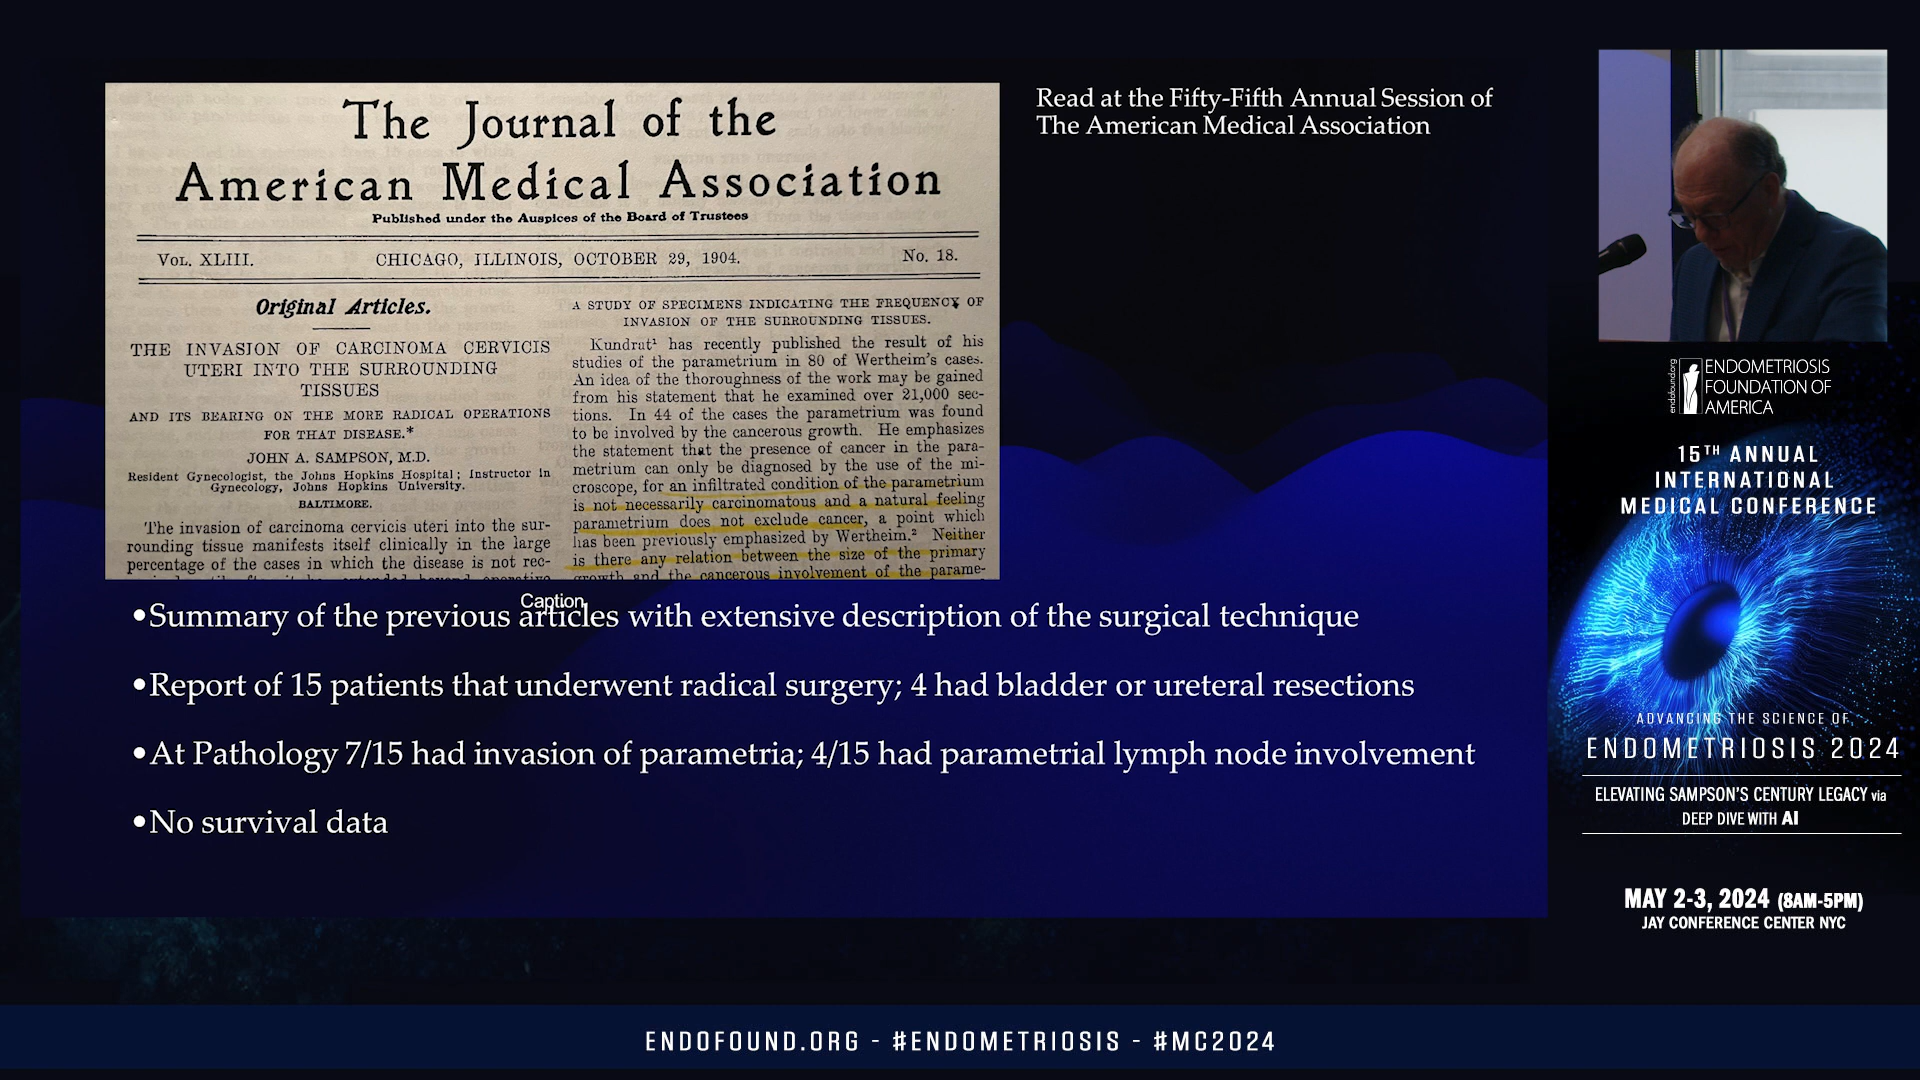 The Journal of the
American Medical Association
Published under the Auspices of the Board of Trustees
VOL. XLIII.
CHICAGO, ILLINOIS, OCTOBER 29, 1904.
No. 18.
Original Articles.
THE INVASION OF CARCINOMA CERVICIS
UTERI INTO THE SURROUNDING
TISSUES
AND ITS BEARING ON THE MORE RADICAL OPERATIONS
FOR THAT DISEASE.*
JOHN A. SAMPSON, M.D.
Resident Gynecologist, the Johns Hopkins Hospital; Instructor in
Gynecology, Johns Hopkins University.
BALTIMORE.
The invasion of carcinoma cervicis uteri into the sur-
rounding tissue manifests itself clinically in the large
percentage of the cases in which the disease is not rec-
A STUDY OF SPECIMENS INDICATING THE FREQUENCY OF
INVASION OF THE SURROUNDING TISSUES.
Kundrat¹ has recently published the result of his
studies of the parametrium in 80 of Wertheim's cases.
An idea of the thoroughness of the work may be gained
from his statement that he examined over 21,000 sec-
tions. In 44 of the cases the parametrium was found
to be involved by the cancerous growth. He emphasizes
the statement that the presence of cancer in the para-
metrium can only be diagnosed by the use of the mi-
croscope, for an infiltrated condition of the parametrium
is not necessarily carcinomatous and a natural feeling
parametrium does not exclude cancer, a point which
has been previously emphasized by Wertheim.² Neither
is there any relation between the size of the primary
growth and the cancerous involvement of the parame-
Read at the Fifty-Fifth Annual Session of
The American Medical Association
Caption
•Summary of the previous articles with extensive description of the surgical technique
•Report of 15 patients that underwent radical surgery; 4 had bladder or ureteral resections
•At Pathology 7/15 had invasion of parametria; 4/15 had parametrial lymph node involvement
•No survival data
endofound.org
ENDOMETRIOSIS
FOUNDATION OF
AMERICA
15TH ANNUAL
INTERNATIONAL
MEDICAL CONFERENCE
ADVANCING THE SCIENCE OF
ENDOMETRIOSIS 2024
ELEVATING SAMPSON'S CENTURY LEGACY via
DEEP DIVE WITH AI
MAY 2-3, 2024 (8AM-5PM)
JAY CONFERENCE CENTER NYC
ENDOFOUND.ORG - #ENDOMETRIOSIS - #MC2024